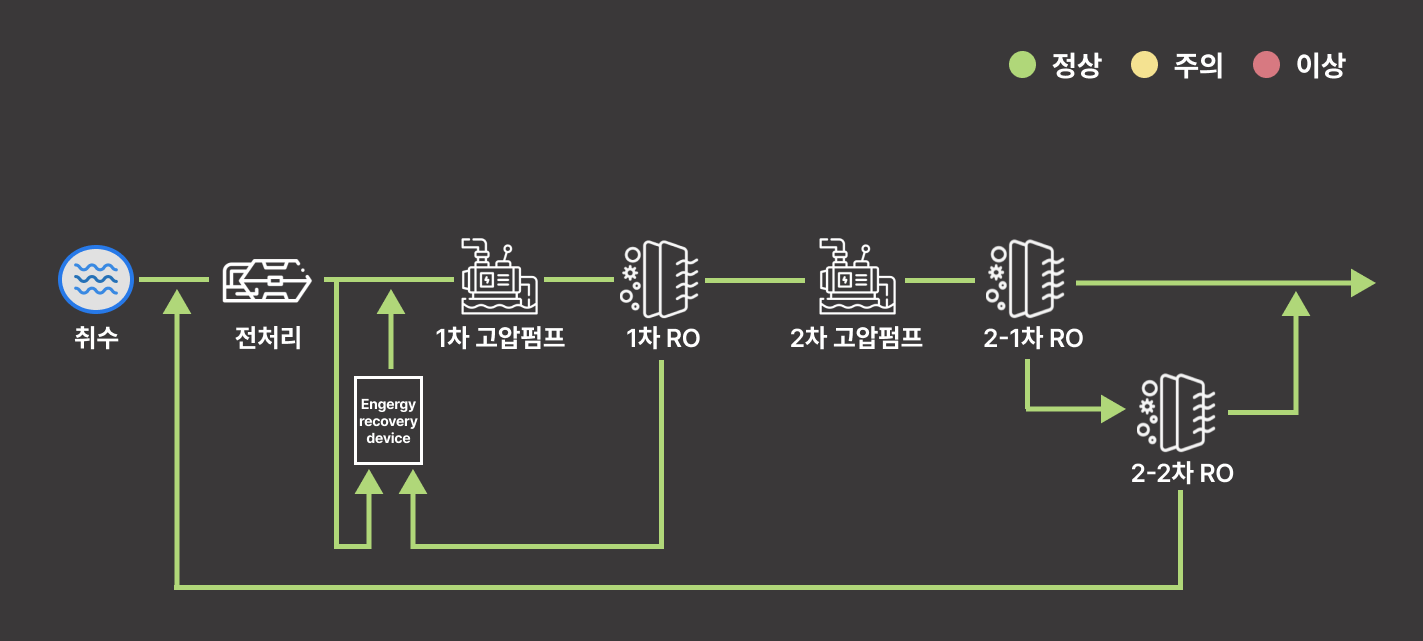 정상 주의 이상
취수
전처리
1차 고압펌프
1차 RO
2차 고압펌프
2-1차 RO
Engergy
recovery
device
2-2차 RO